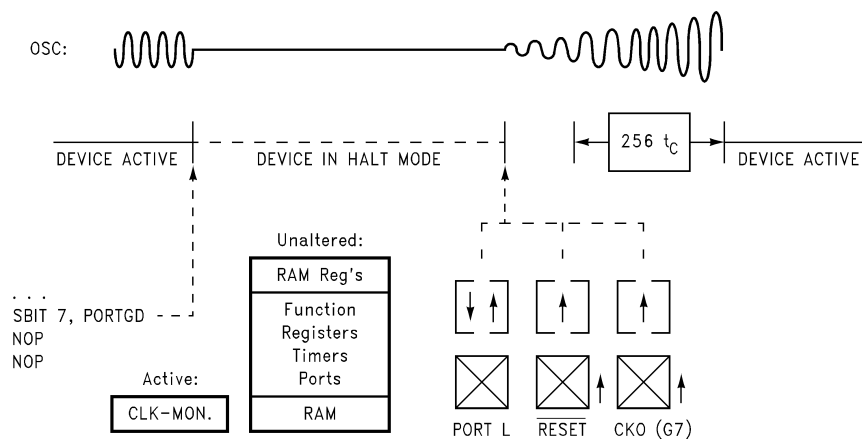 OSC:
256 tC
DEVICE ACTIVE
DEVICE IN HALT MODE
DEVICE ACTIVE
Unaltered:
RAM Reg's
Function
Registers
Timers
Ports
RAM
. . .
SBIT 7, PORTGD
NOP
NOP
Active:
CLK-MON.
PORT L
RESET
CKO (G7)